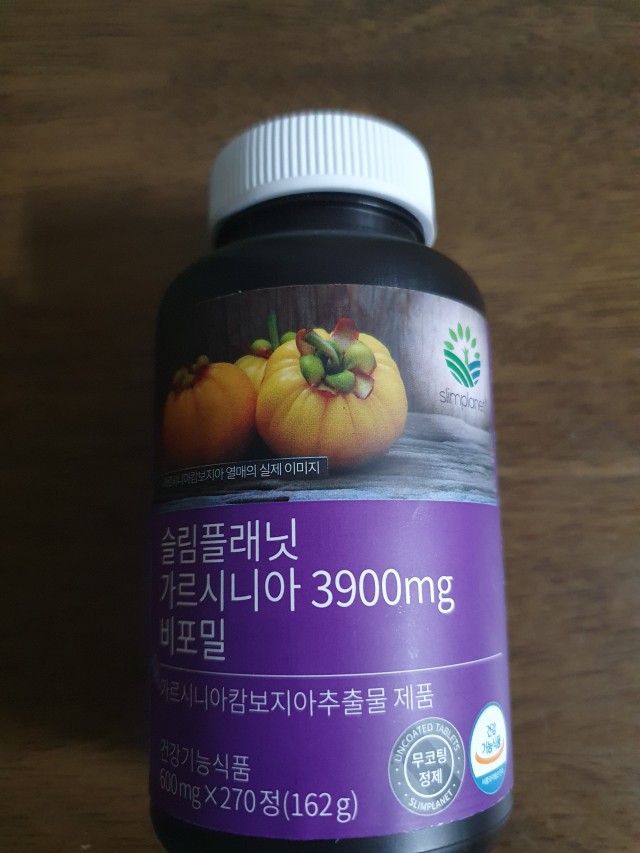 slimplanet
가르시니아캄보지아 열매의 실제 이미지
슬림플래닛
가르시니아 3900mg
비포밀
가르시니아캄보지아추출물 제품
UNCOATED TABLETS
무코팅
정제
SLIMPLANET
건강
기능식품
건강기능식품
600mg×270정(162g)